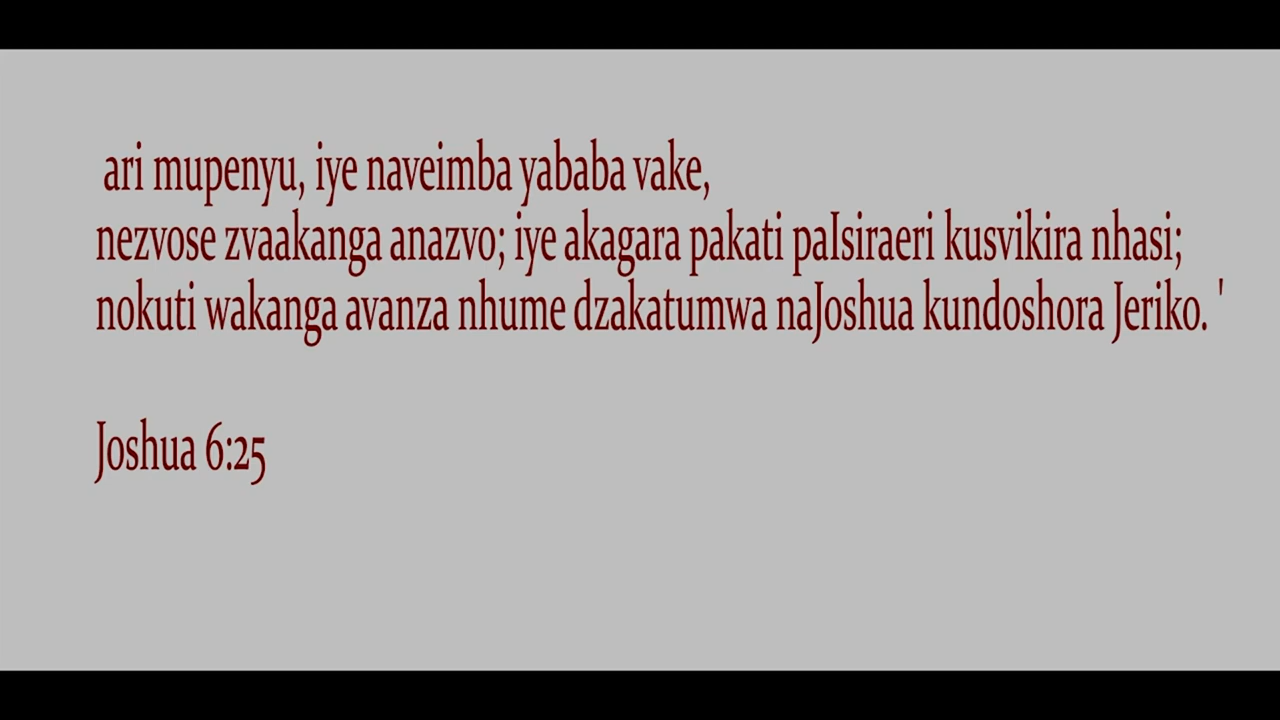 ari mupenyu, iye naveimba yababa vake,
nezvose zvaakanga anazvo; iye akagara pakati paIsiraeri kusvikira nhasi;
nokuti wakanga avanza nhume dzakatumwa naJoshua kundoshora Jeriko. '
Joshua 6:25